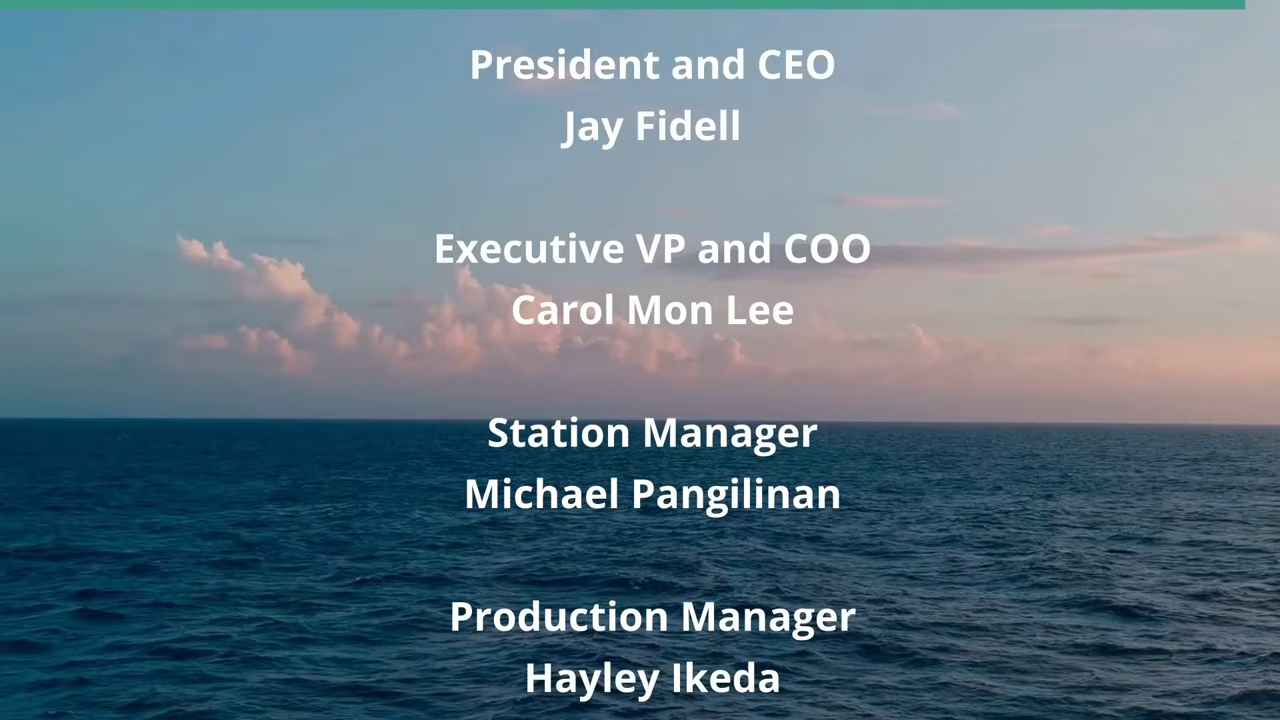 President and CEO
Jay Fidell
Executive VP and COO
Carol Mon Lee
Station Manager
Michael Pangilinan
Production Manager
Hayley Ikeda